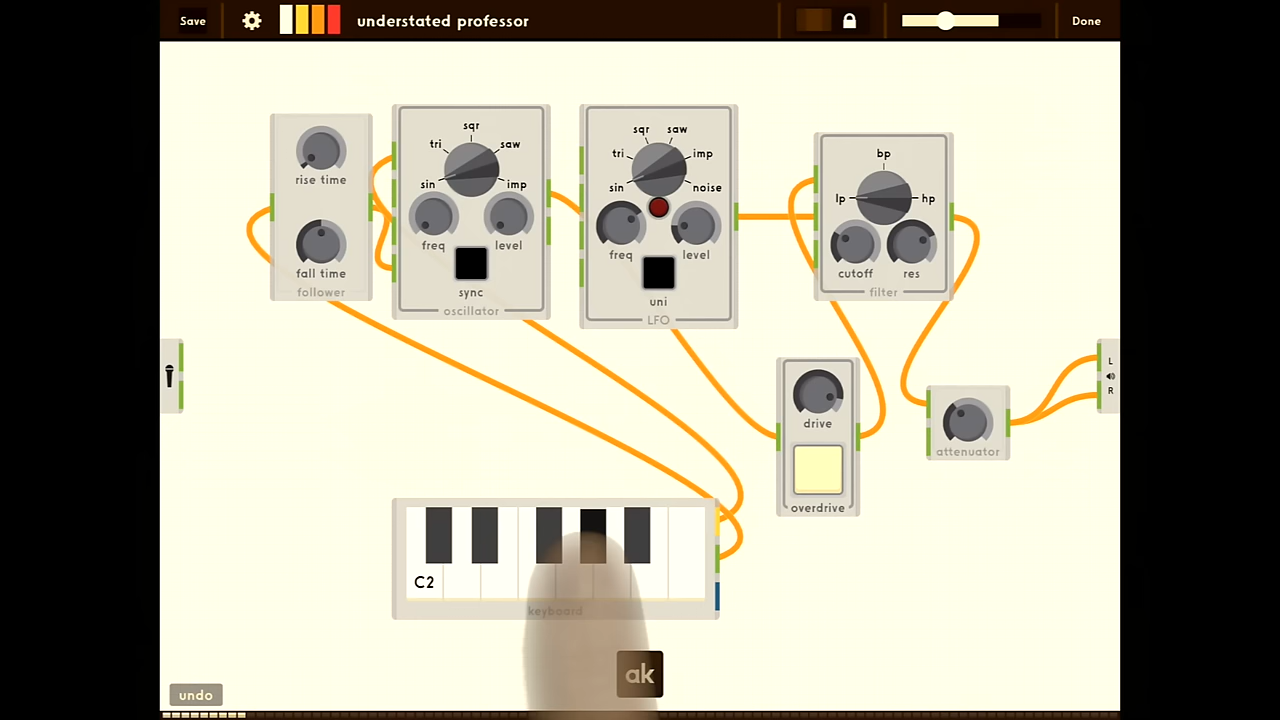 Save
understated professor
Done
rise time
fall time
follower
sqr
tri
saw
sin
imp
freq
level
sync
oscillator
sqr
saw
tri
imp
sin
noise
freq
level
uni
LFO
bp
lp
hp
cutoff
res
filter
L
R
drive
overdrive
attenuator
C2
keyboard
ak
undo